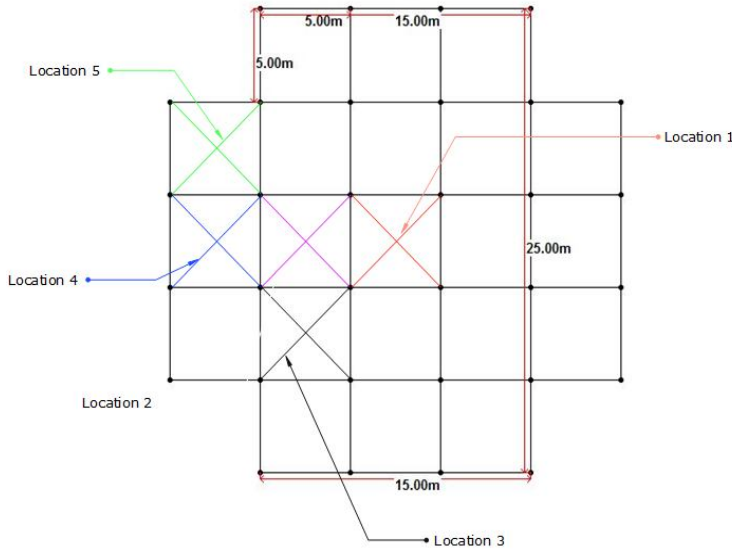 5.00m
15.00m
5.00m
Location 5
Location 1
25.00m
Location 4
Location 2
15.00m
Location 3